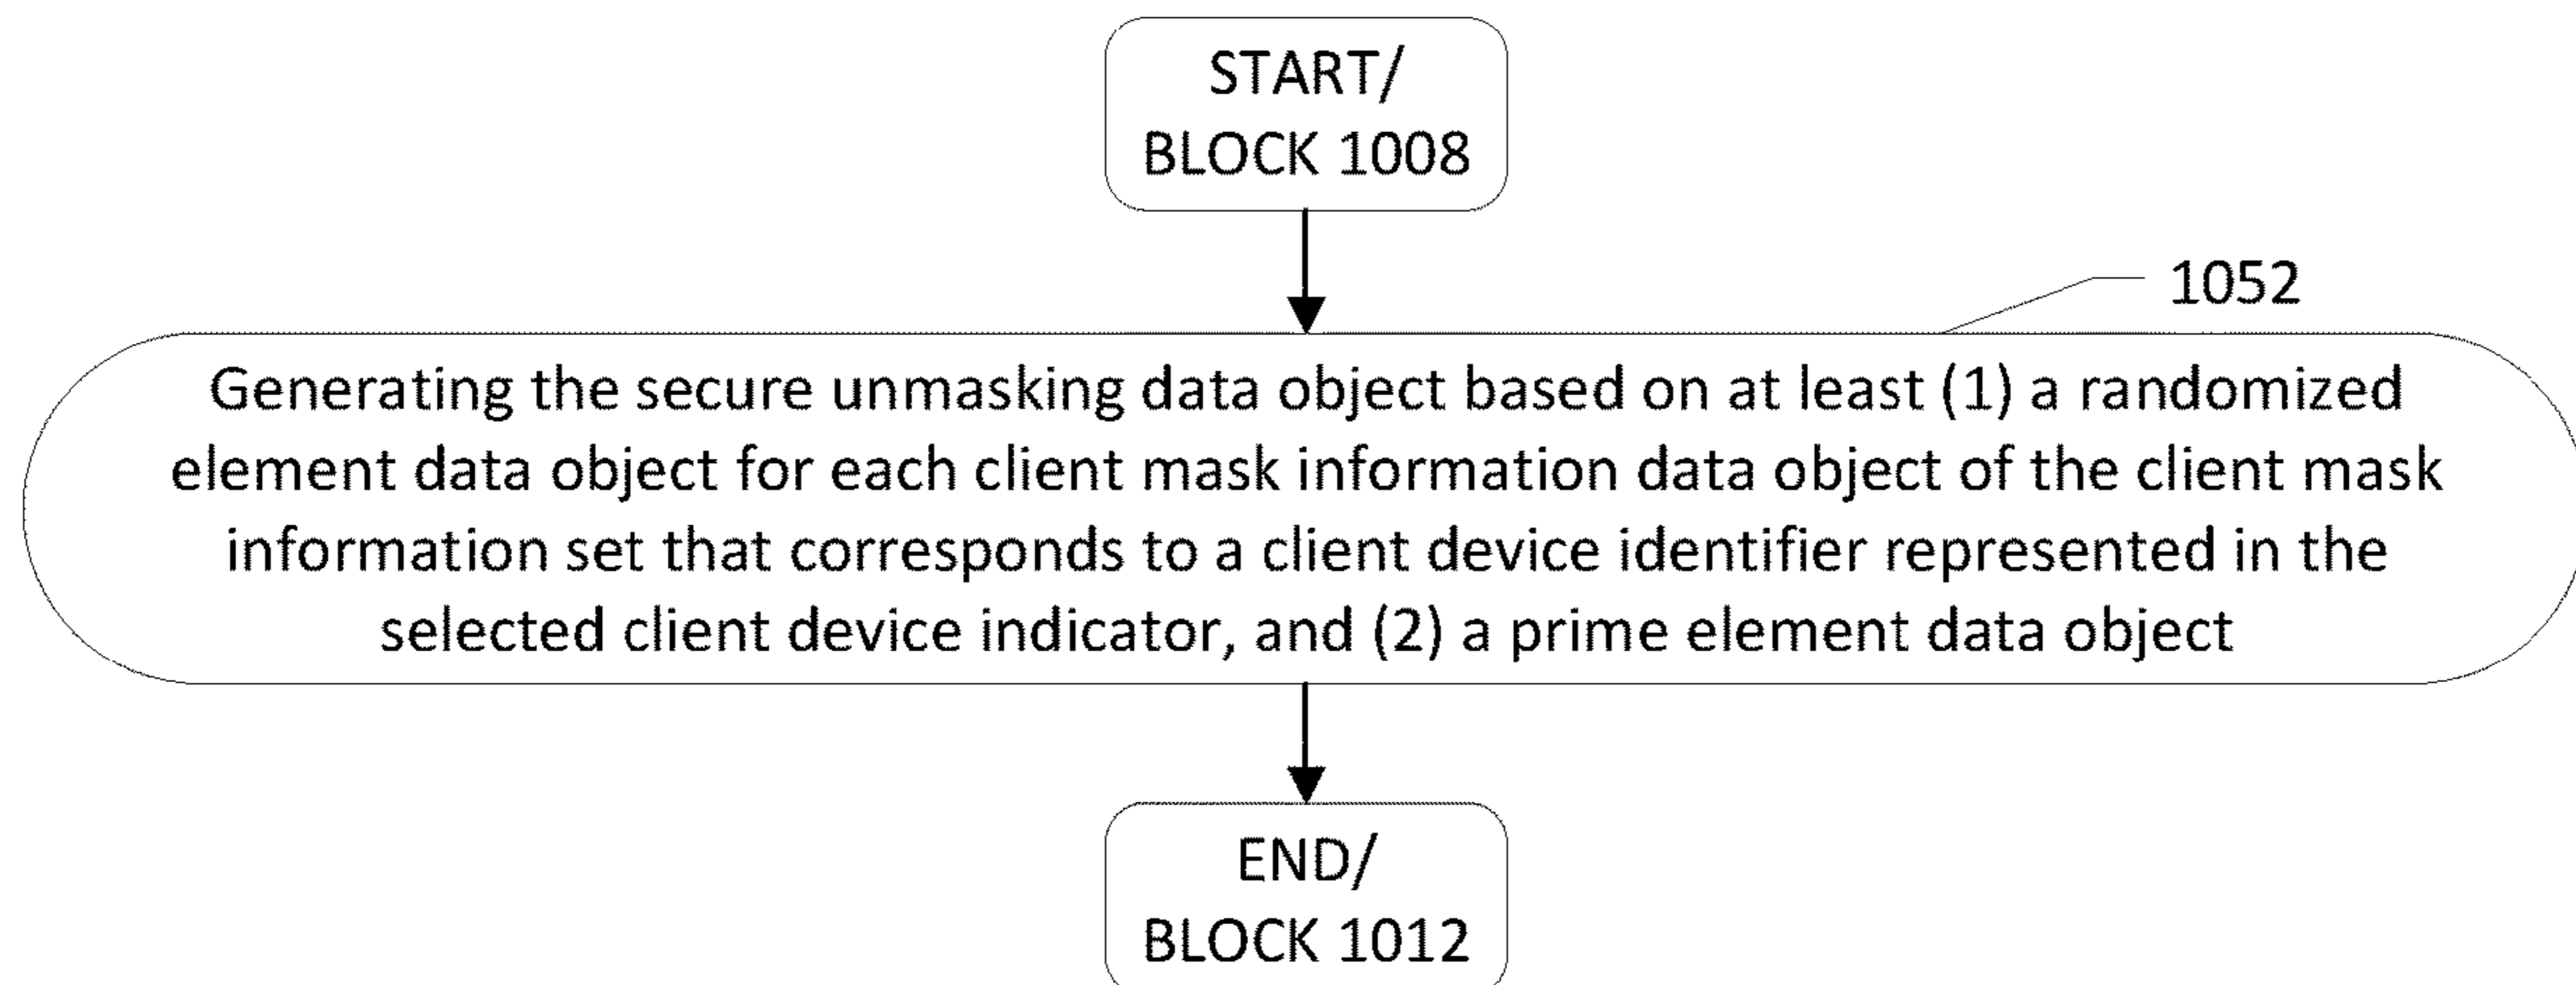 START/
BLOCK 1008
1052
Generating the secure unmasking data object based on at least (1) a randomized
element data object for each client mask information data object of the client mask
information set that corresponds to a client device identifier represented in the
selected client device indicator, and (2) a prime element data object
END/
BLOCK 1012